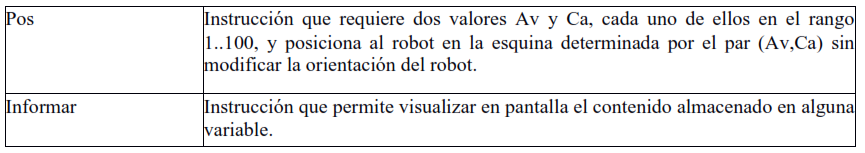 Pos
Instrucción que requiere dos valores Av y Ca, cada uno de ellos en el rango
1..100, y posiciona al robot en la esquina determinada por el par (Av,Ca) sin
modificar la orientación del robot.
Informar
Instrucción que permite visualizar en pantalla el contenido almacenado en alguna
variable.